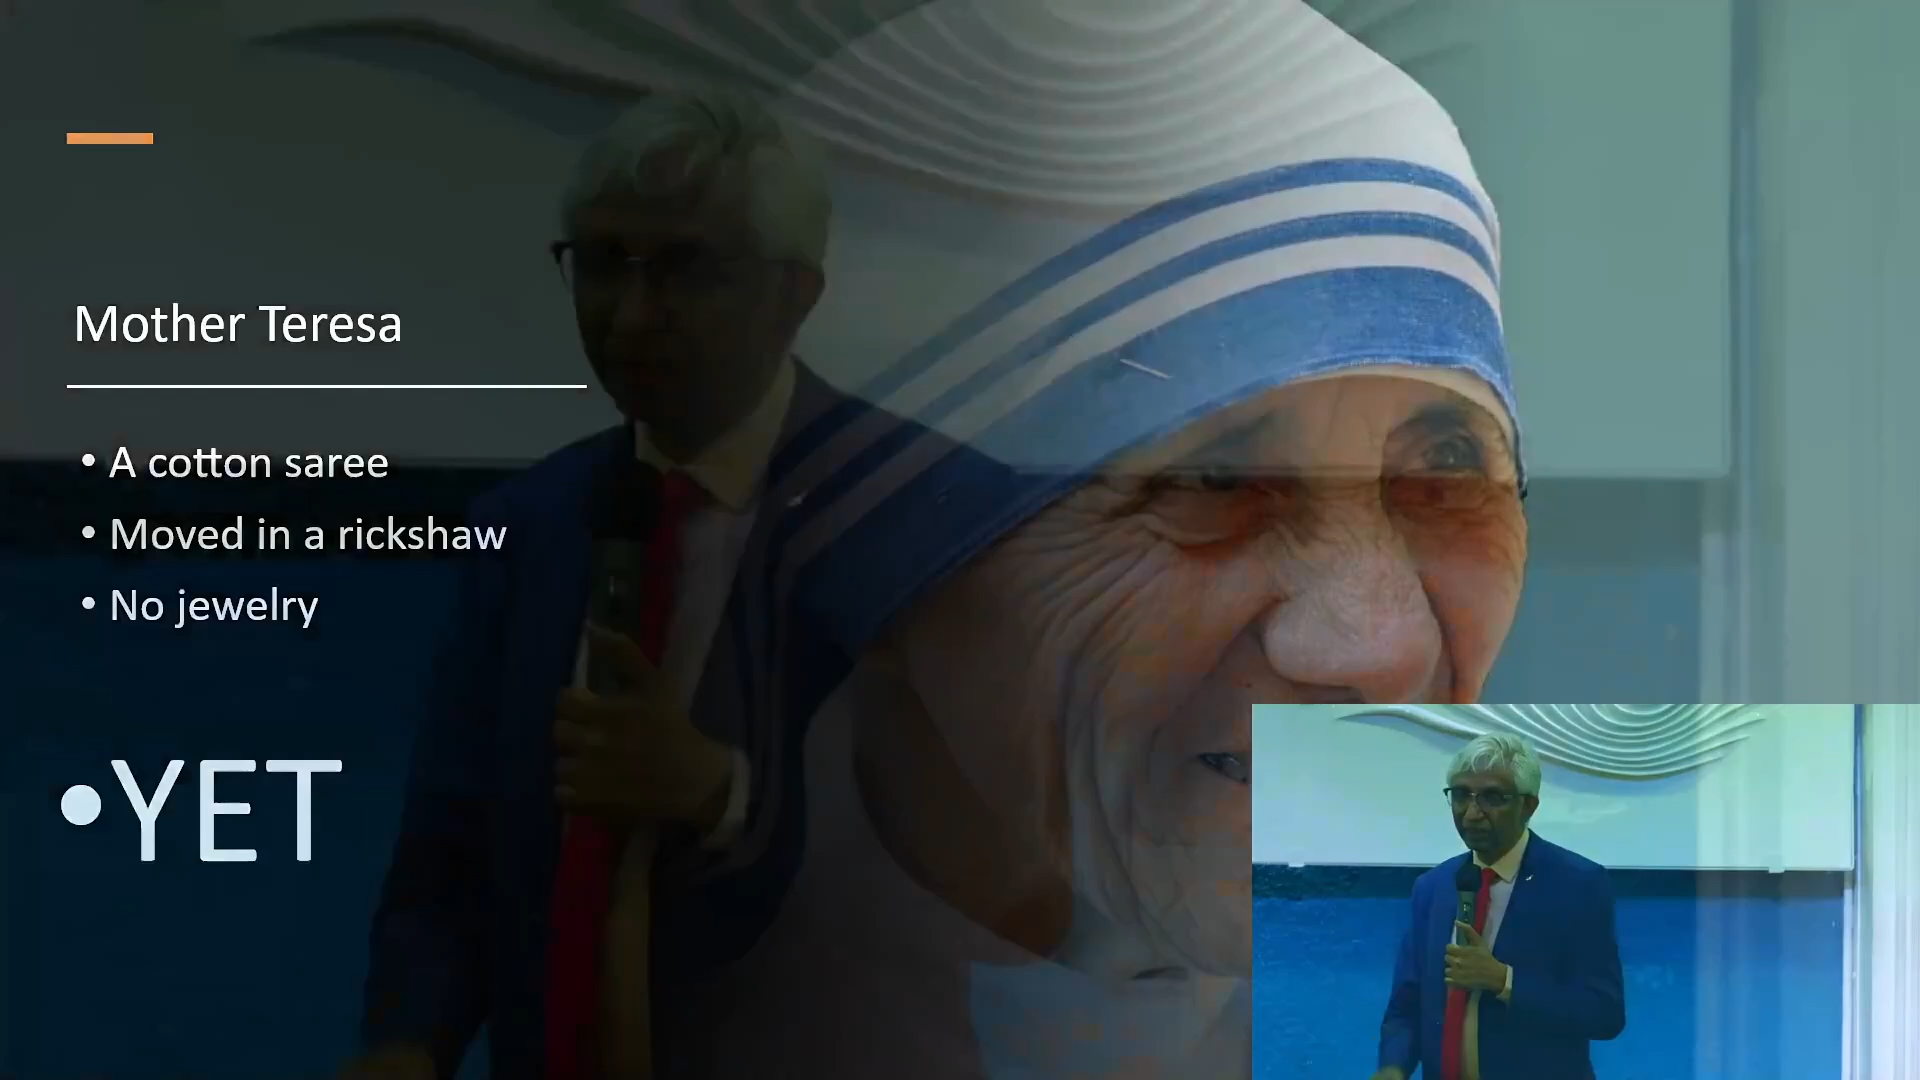 Mother Teresa
• A cotton saree
• Moved in a rickshaw
• No jewelry
• YET